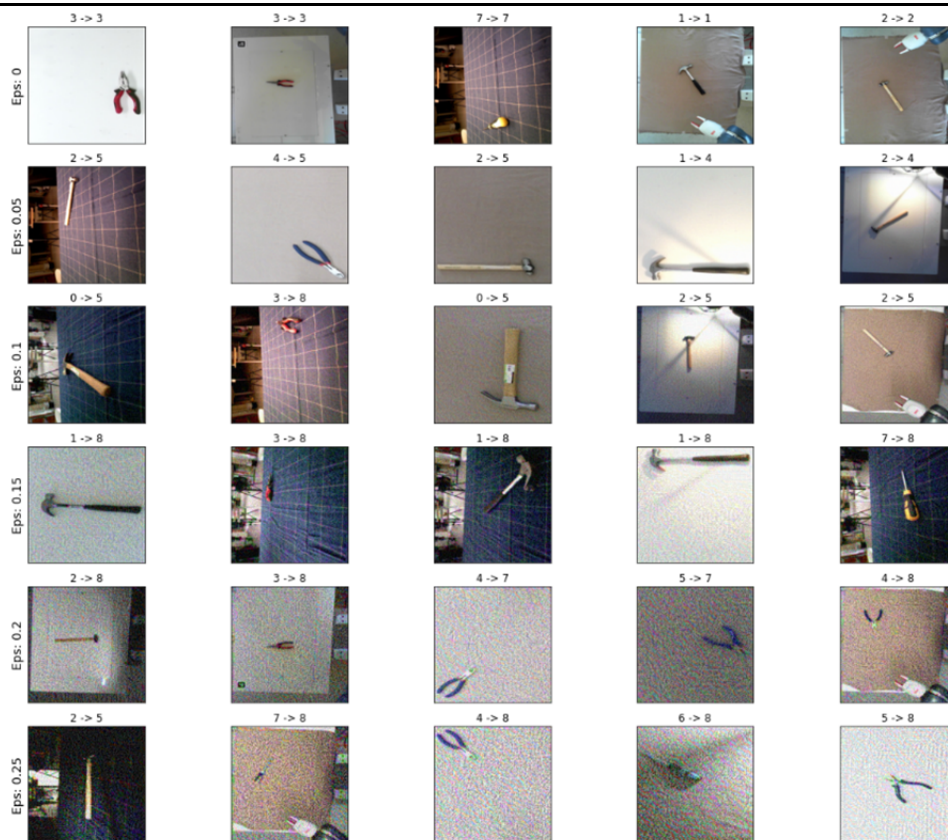 3 -> 3 3 -> 3 7 -> 7 1 -> 1 2 -> 2
Eps: 0
2 -> 5 4 -> 5 2 -> 5 1 -> 4 2 -> 4
Eps: 0.05
0 -> 5 3 -> 8 0 -> 5 2 -> 5 2 -> 5
Eps: 0.1
1 -> 8 3 -> 8 1 -> 8 1 -> 8 7 -> 8
Eps: 0.15
2 -> 8 3 -> 8 4 -> 7 5 -> 7 4 -> 8
Eps: 0.2
2 -> 5 7 -> 8 4 -> 8 6 -> 8 5 -> 8
Eps: 0.25